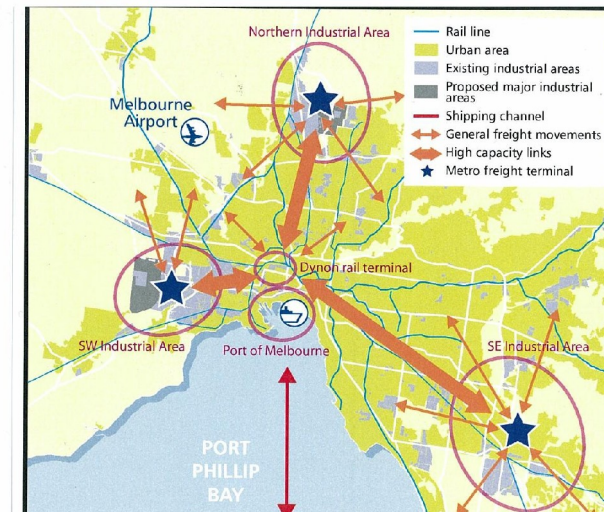 Northern Industrial Area
Rail line
Urban area
Existing industrial areas
Proposed major industrial
areas
Shipping channel
General freight movements
High capacity links
Metro freight terminal
Melbourne
Airport
Dynon rail terminal
SW Industrial Area
Port of Melbourne
SE Industrial Area
PORT
PHILLIP
BAY